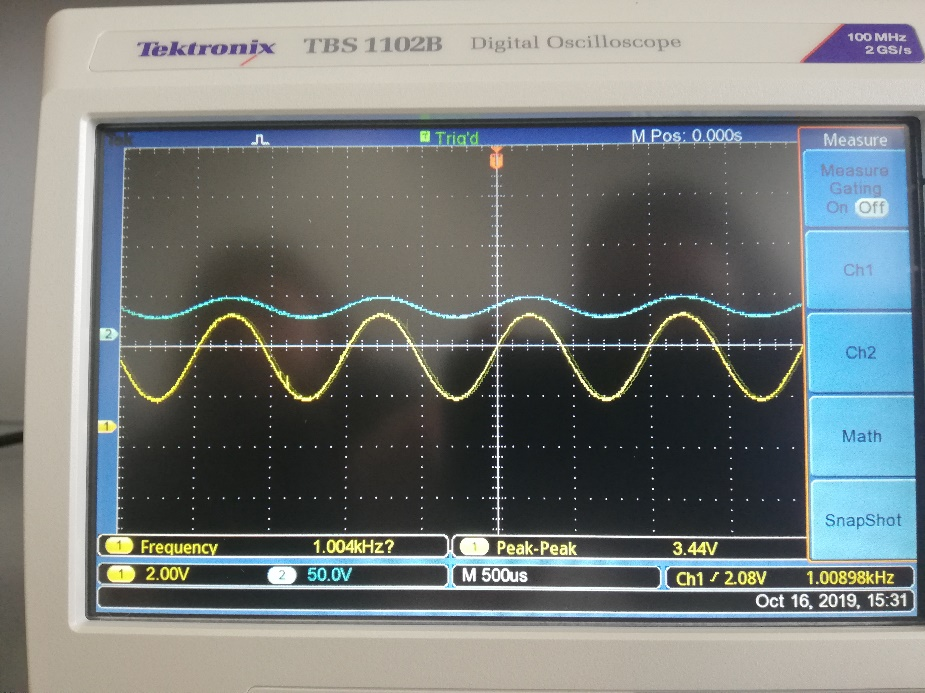 Tektronix TBS 1102B Digital Oscilloscope
100 MHz
2 GS/s
Trig'd M Pos: 0.000s
Measure
Measure
Gating
On Off
Ch1
Ch2
Math
SnapShot
2
1
1 Frequency 1.004kHz? 1 Peak-Peak 3.44V
1 2.00V 2 50.0V M 500us Ch1 / 2.08V 1.00898kHz
Oct 16, 2019, 15:31